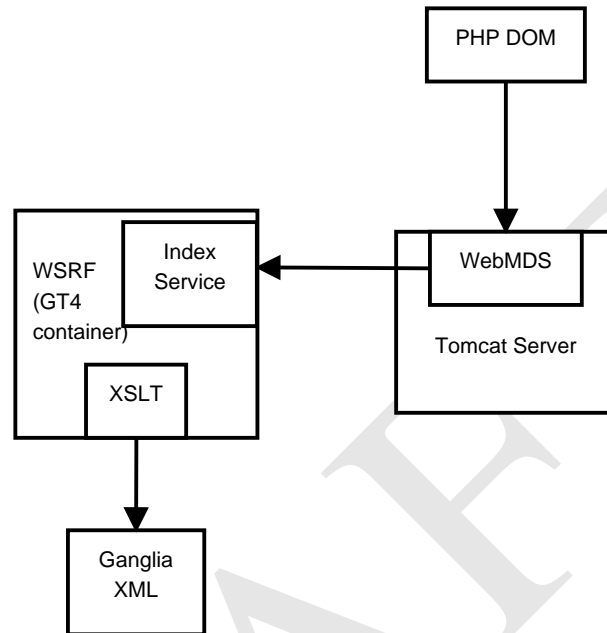 PHP DOM
WSRF
(GT4
container)
Index
Service
WebMDS
Tomcat Server
XSLT
Ganglia
XML